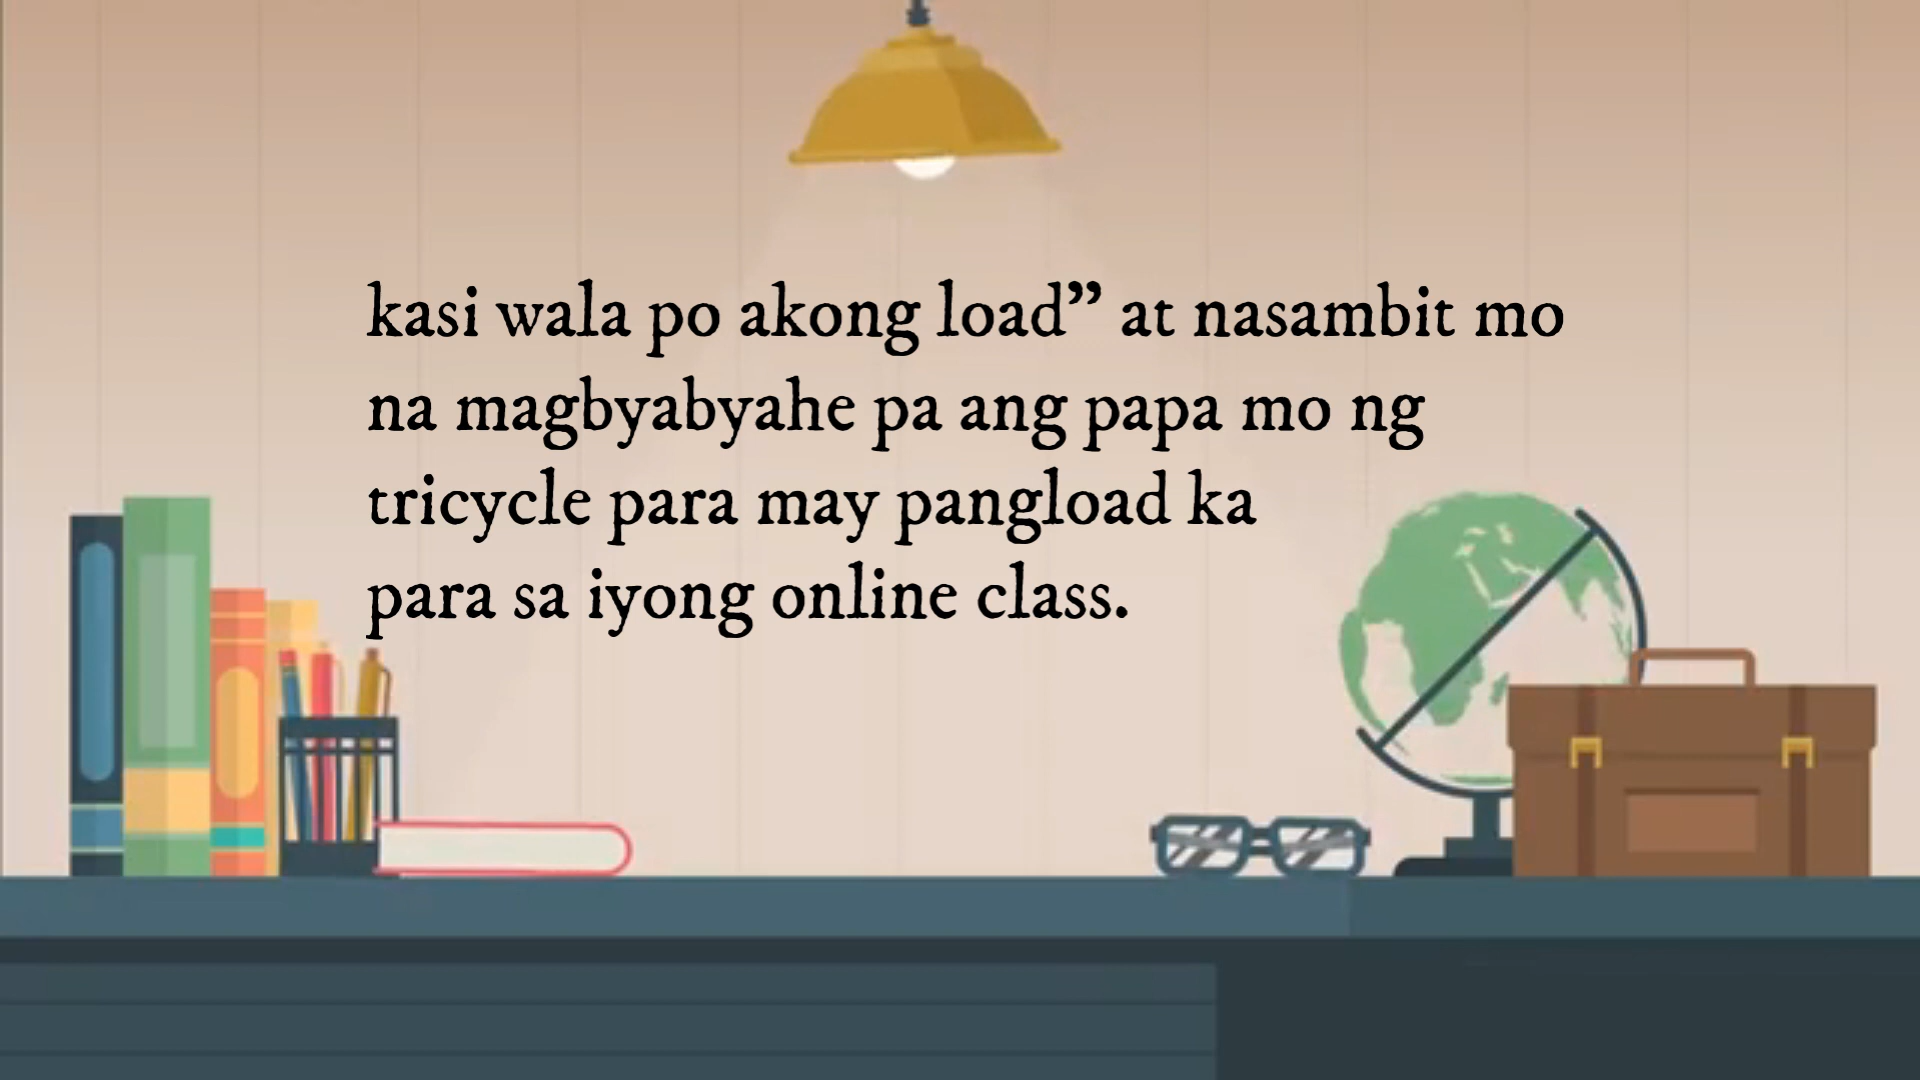 kasi wala po akong load” at nasambit mo
na magbyabyahe pa ang papa mo ng
tricycle para may pangload ka
para sa iyong online class.